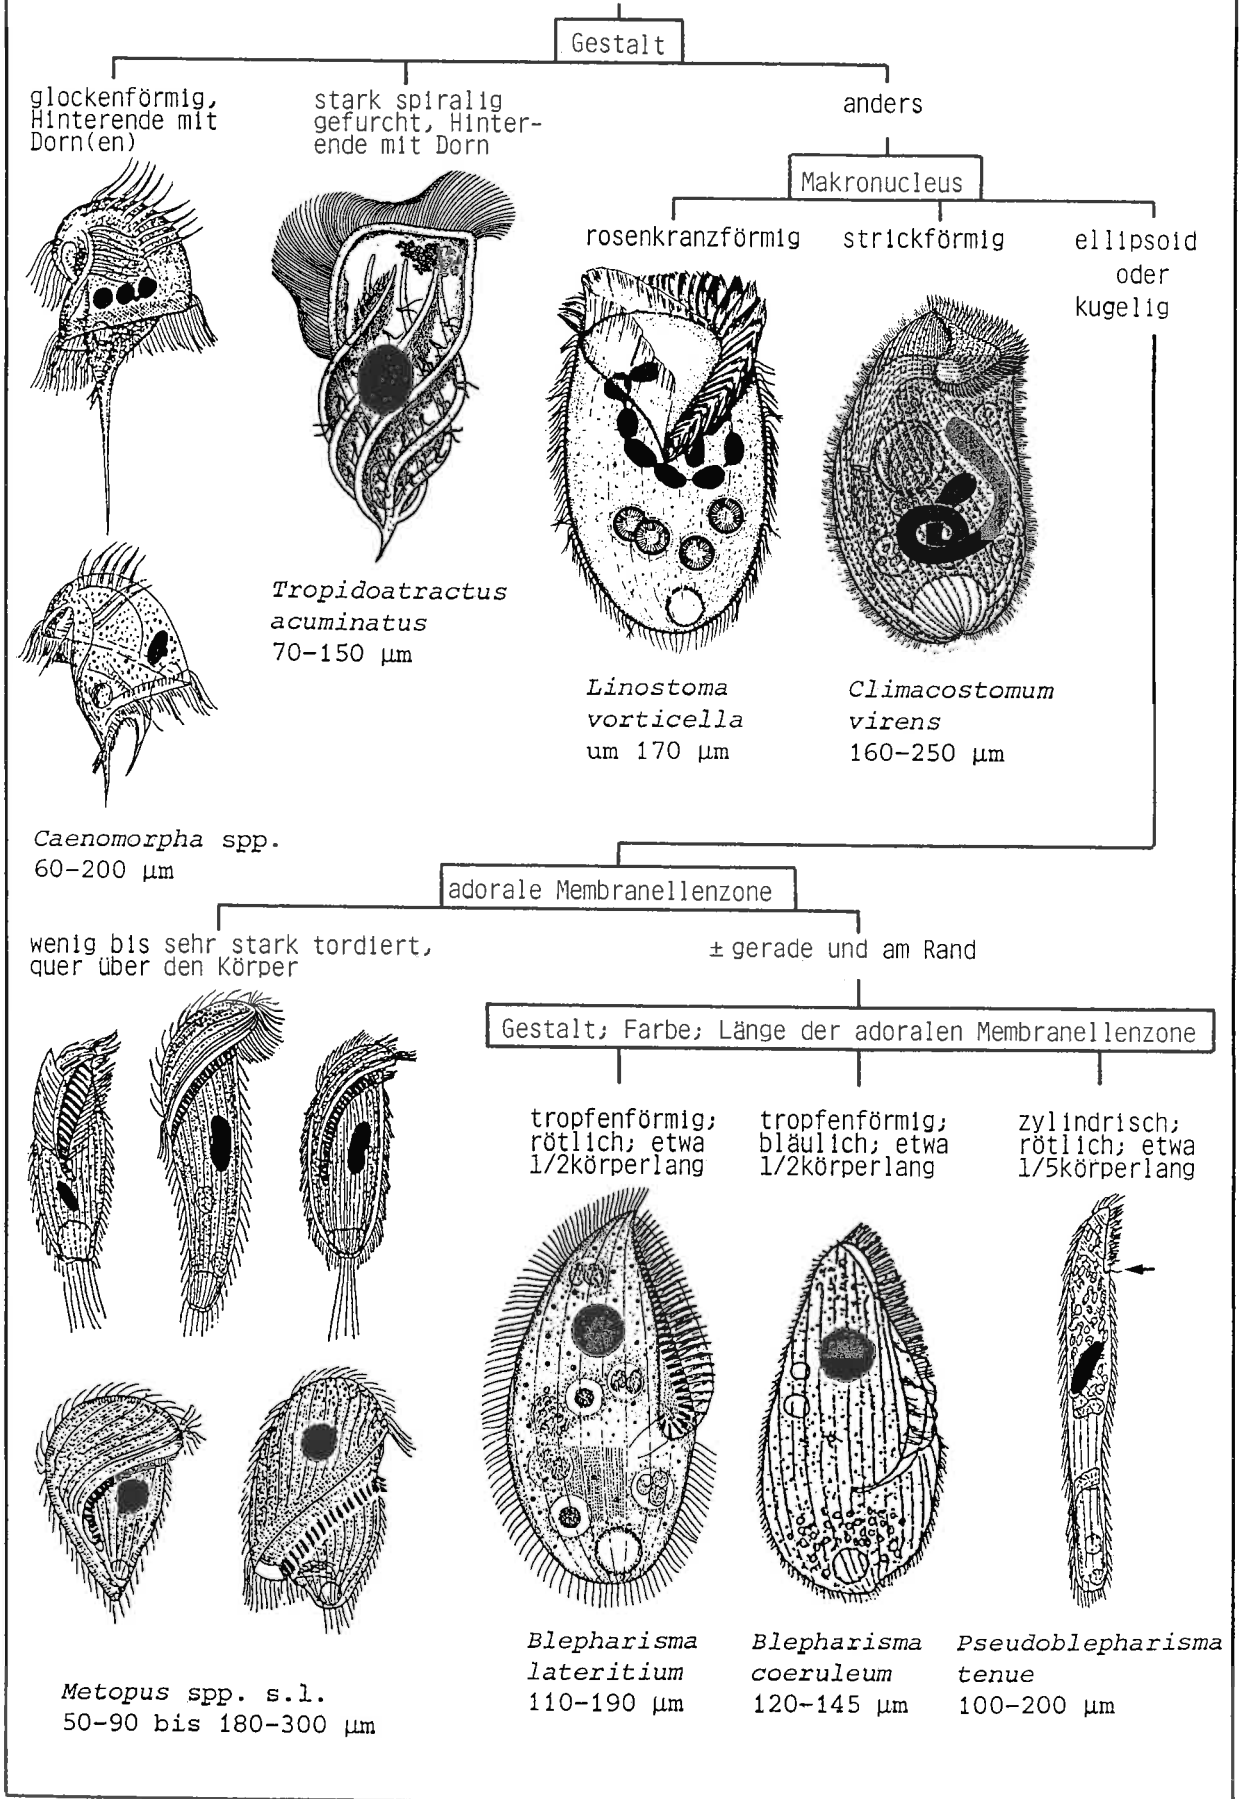 Gestalt
glockenförmig,
Hinterende mit
Dorn(en)
stark spiralig
gefurcht, Hinter-
ende mit Dorn
anders
Makronucleus
rosenkranzförmig
strickförmig
ellipsoid
oder
kugelig
Tropidoatractus
acuminatus
70-150 µm
Linostoma
vorticella
um 170 µm
Climacostomum
virens
160-250 µm
Caenomorpha spp.
60-200 µm
adorale Membranellenzone
wenig bis sehr stark tordiert,
quer über den Körper
± gerade und am Rand
Gestalt; Farbe; Länge der adoralen Membranellenzone
tropfenförmig;
rötlich; etwa
1/2körperlang
tropfenförmig;
bläulich; etwa
1/2körperlang
zylindrisch;
rötlich; etwa
1/5körperlang
Blepharisma
lateritium
110-190 µm
Blepharisma
coeruleum
120-145 µm
Pseudoblepharisma
tenue
100-200 µm
Metopus spp. s.l.
50-90 bis 180-300 µm